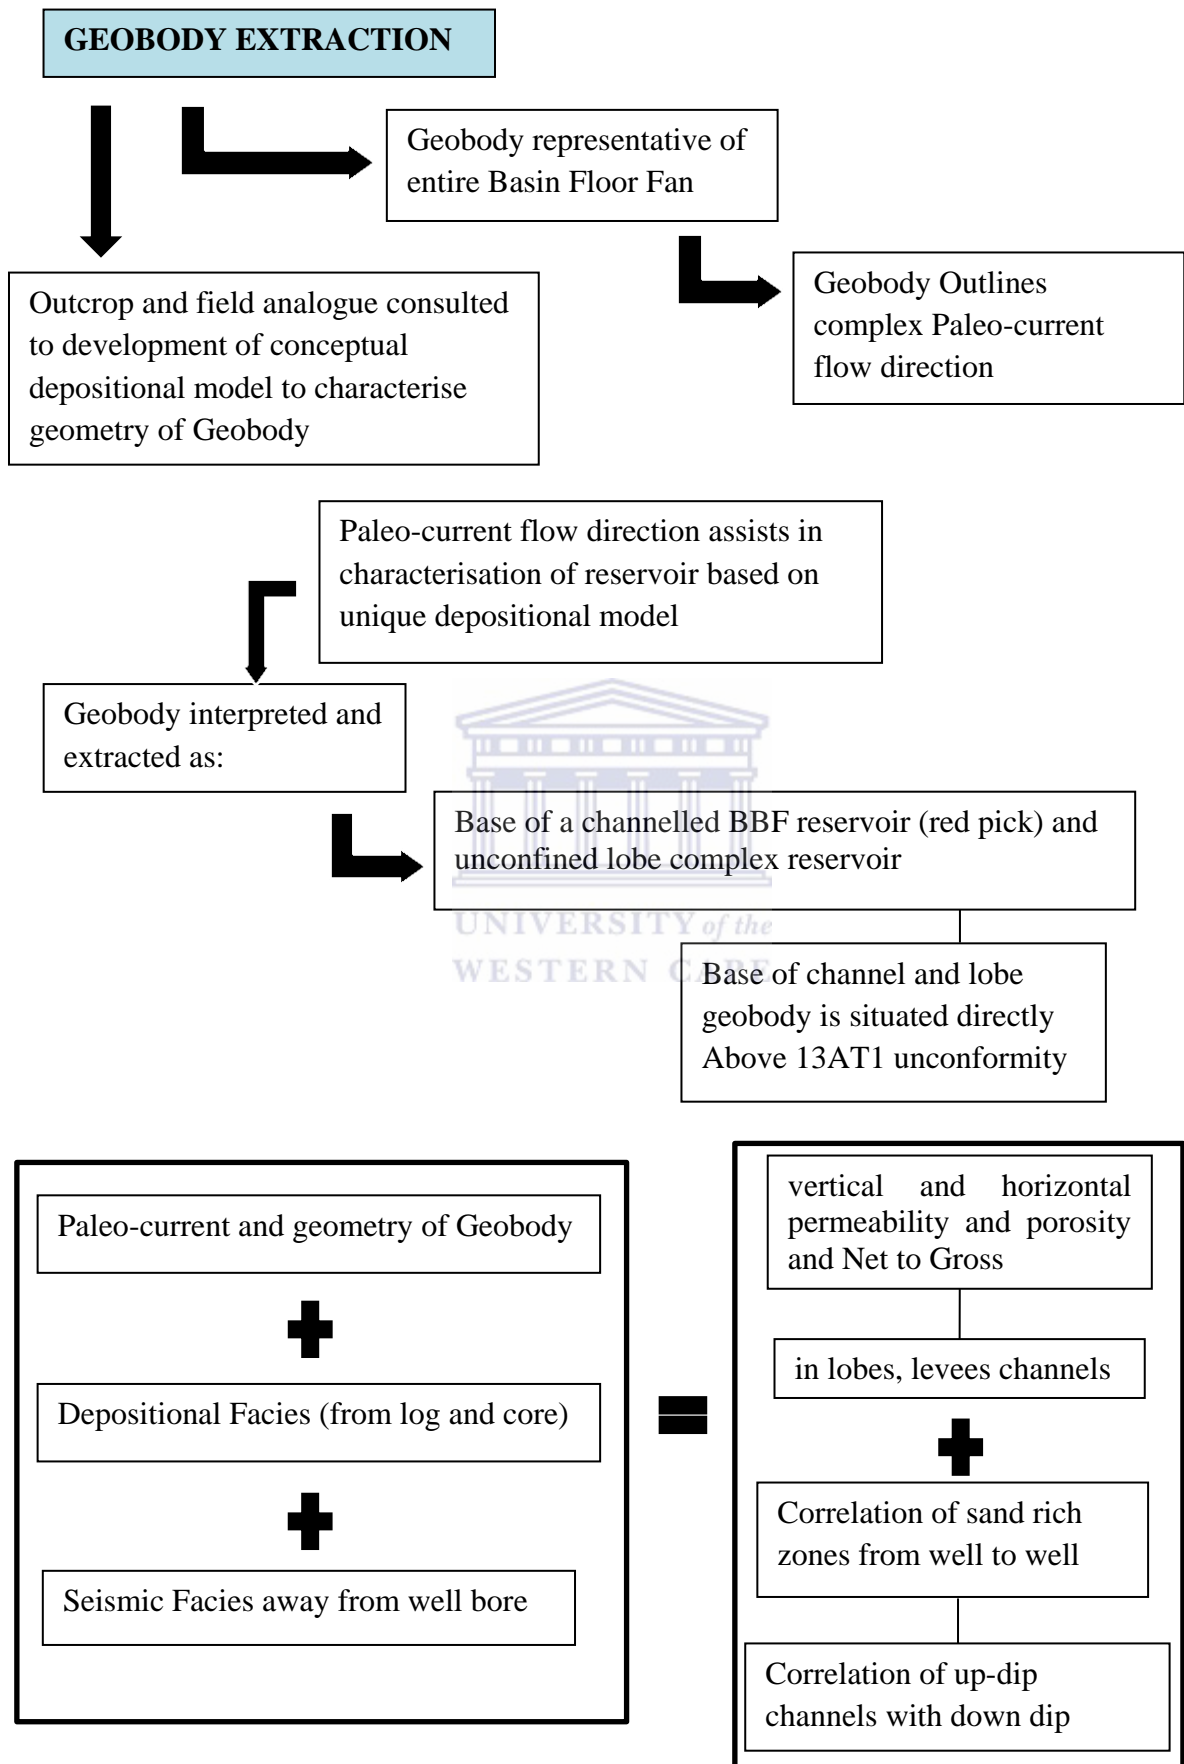 GEOBODY EXTRACTION
Geobody representative of
entire Basin Floor Fan
Geobody Outlines
complex Paleo-current
flow direction
Outcrop and field analogue consulted
to development of conceptual
depositional model to characterise
geometry of Geobody
Paleo-current flow direction assists in
characterisation of reservoir based on
unique depositional model
Geobody interpreted and
extracted as:
Base of a channelled BBF reservoir (red pick) and
unconfined lobe complex reservoir
UNIVERSITY of the
WESTERN CAPE
Base of channel and lobe
geobody is situated directly
Above 13AT1 unconformity
Paleo-current and geometry of Geobody
Depositional Facies (from log and core)
Seismic Facies away from well bore
vertical and horizontal
permeability and porosity
and Net to Gross
in lobes, levees channels
Correlation of sand rich
zones from well to well
Correlation of up-dip
channels with down dip